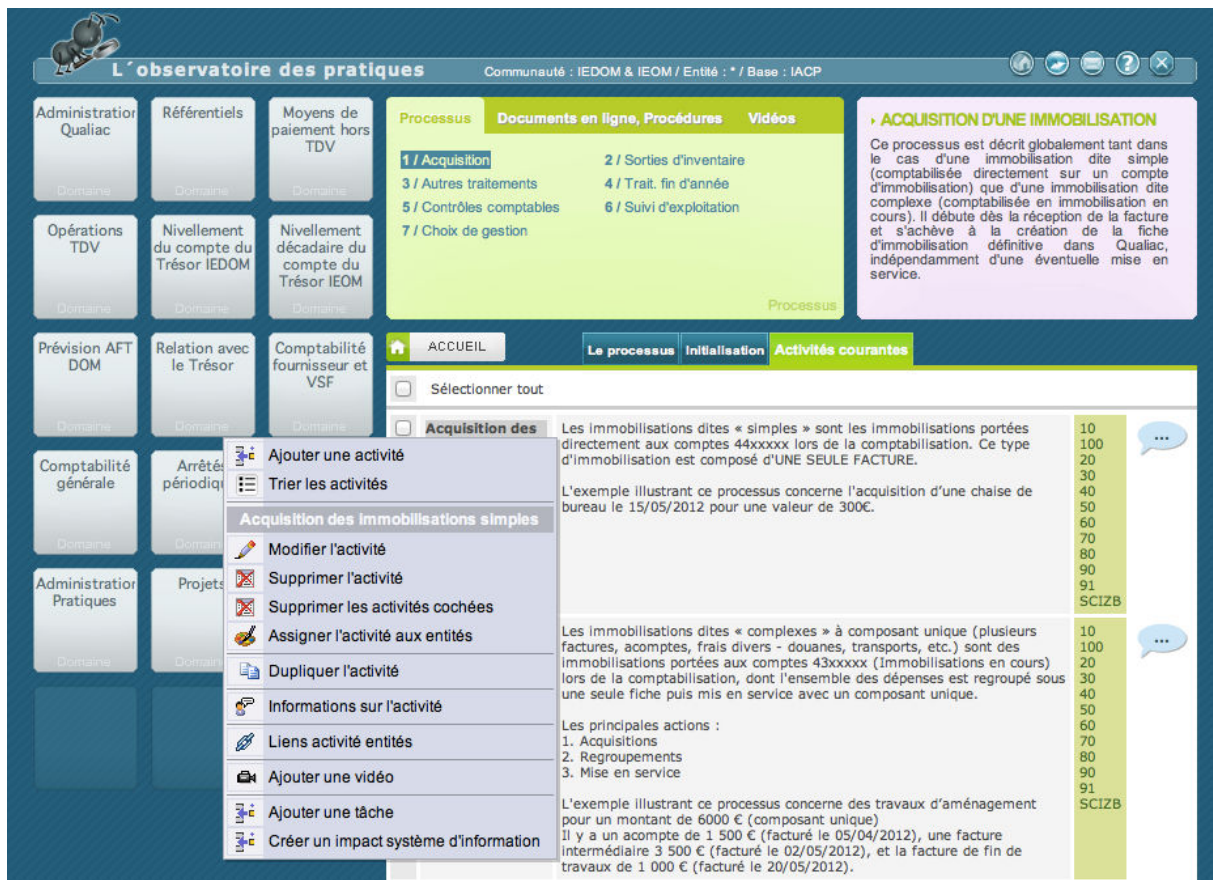 L´observatoire des pratiques
Communauté : IEDOM & IEOM / Entité : * / Base : IACP
Administration
Qualiac
Domaine
Référentiels
Domaine
Moyens de
paiement hors
TDV
Domaine
Opérations
TDV
Domaine
Nivellement
du compte du
Trésor IEDOM
Domaine
Nivellement
décadaire du
compte du
Trésor IEOM
Domaine
Prévision AFT
DOM
Domaine
Relation avec
le Trésor
Domaine
Comptabilité
fournisseur et
VSF
Domaine
Comptabilité
générale
Domaine
Arrêtés
périodiqu
Domain
Administration
Pratiques
Domaine
Projets
Domain
Processus
Documents en ligne, Procédures
Vidéos
1 / Acquisition
2 / Sorties d'inventaire
3 / Autres traitements
4 / Trait. fin d'année
5 / Contrôles comptables
6 / Suivi d'exploitation
7 / Choix de gestion
Processus
ACQUISITION D'UNE IMMOBILISATION
Ce processus est décrit globalement tant dans
le cas d'une immobilisation dite simple
(comptabilisée directement sur un compte
d'immobilisation) que d'une immobilisation dite
complexe (comptabilisée en immobilisation en
cours). Il débute dès la réception de la facture
et s'achève à la création de la fiche
d'immobilisation définitive dans Qualiac,
indépendamment d'une éventuelle mise en
service.
ACCUEIL
Le processus
Initialisation
Activités courantes
Sélectionner tout
Acquisition des
Les immobilisations dites « simples » sont les immobilisations portées
directement aux comptes 44xxxxx lors de la comptabilisation. Ce type
d'immobilisation est composé d'UNE SEULE FACTURE.
L'exemple illustrant ce processus concerne l'acquisition d'une chaise de
bureau le 15/05/2012 pour une valeur de 300€.
10
100
20
30
40
50
60
70
80
90
91
SCIZB
...
Ajouter une activité
Trier les activités
Acquisition des immobilisations simples
Modifier l'activité
Supprimer l'activité
Supprimer les activités cochées
Assigner l'activité aux entités
Dupliquer l'activité
Informations sur l'activité
Liens activité entités
Ajouter une vidéo
Ajouter une tâche
Créer un impact système d'information
Les immobilisations dites « complexes » à composant unique (plusieurs
factures, acomptes, frais divers - douanes, transports, etc.) sont des
immobilisations portées aux comptes 43xxxxx (Immobilisations en cours)
lors de la comptabilisation, dont l'ensemble des dépenses est regroupé sous
une seule fiche puis mis en service avec un composant unique.
Les principales actions :
1. Acquisitions
2. Regroupements
3. Mise en service
L'exemple illustrant ce processus concerne des travaux d'aménagement
pour un montant de 6000 € (composant unique)
Il y a un acompte de 1 500 € (facturé le 05/04/2012), une facture
intermédiaire 3 500 € (facturé le 02/05/2012), et la facture de fin de
travaux de 1 000 € (facturé le 20/05/2012).
10
100
20
30
40
50
60
70
80
90
91
SCIZB
...